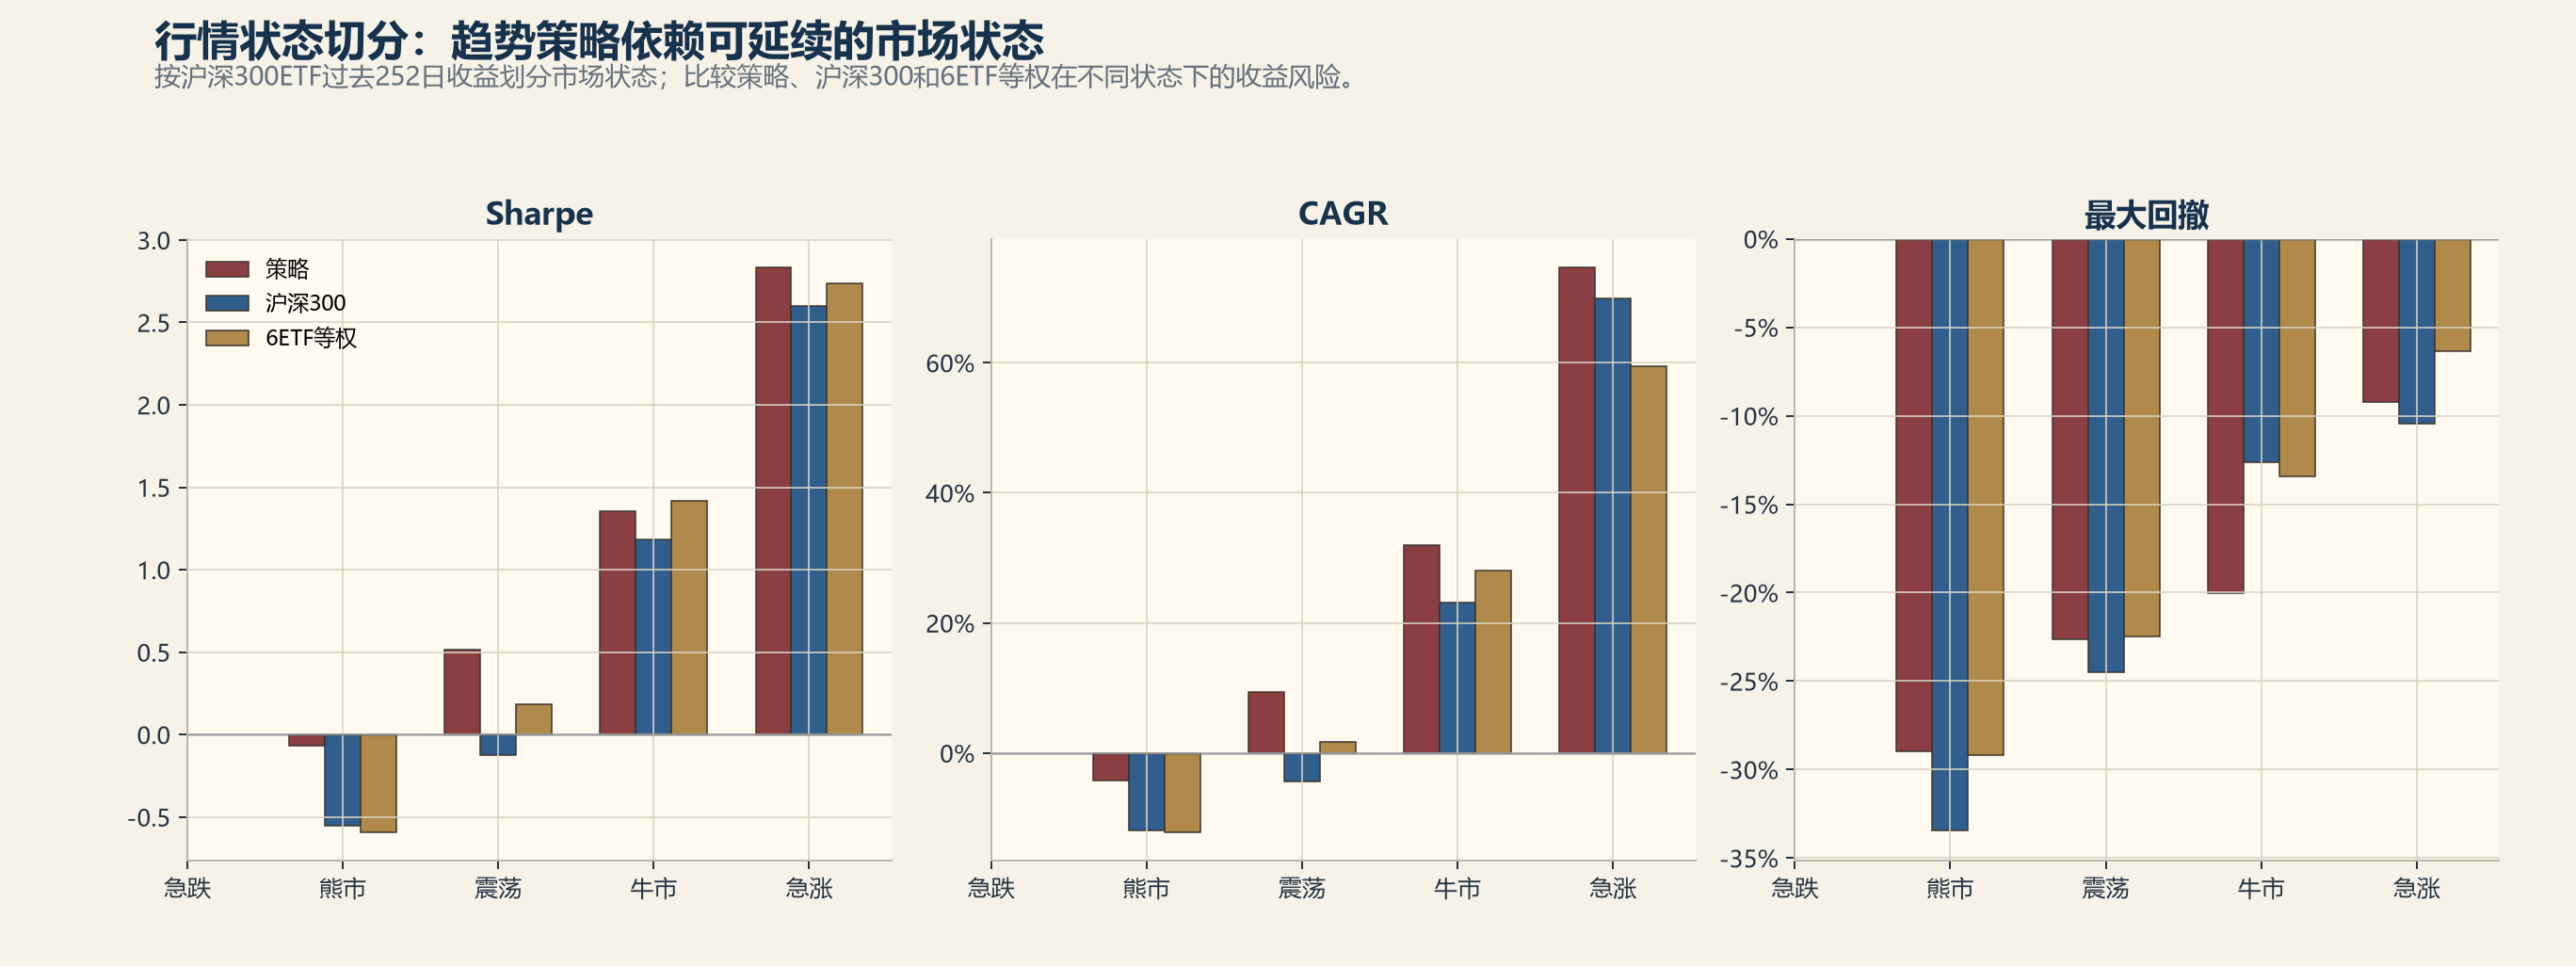 行情状态切分：趋势策略依赖可延续的市场状态
按沪深300ETF过去252日收益划分市场状态；比较策略、沪深300和6ETF等权在不同状态下的收益风险。
Sharpe
3.0
2.5
2.0
1.5
1.0
0.5
0.0
-0.5
策略
沪深300
6ETF等权
急跌
熊市
震荡
牛市
急涨
CAGR
60%
40%
20%
0%
急跌
熊市
震荡
牛市
急涨
最大回撤
0%
-5%
-10%
-15%
-20%
-25%
-30%
-35%
急跌
熊市
震荡
牛市
急涨